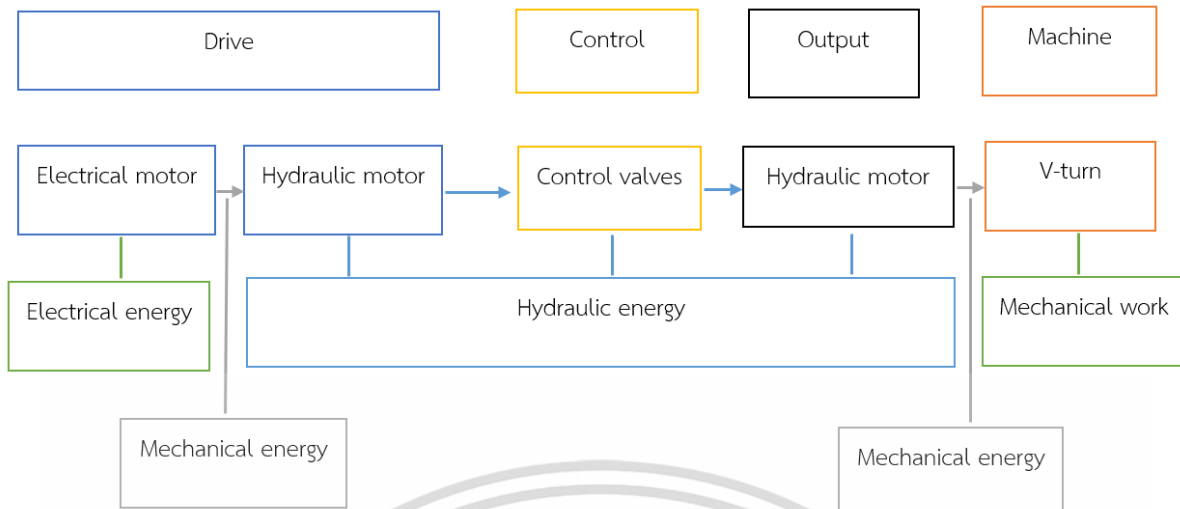 Drive
Control
Output
Machine
Electrical motor
Hydraulic motor
Control valves
Hydraulic motor
V-turn
Electrical energy
Hydraulic energy
Mechanical work
Mechanical energy
Mechanical energy